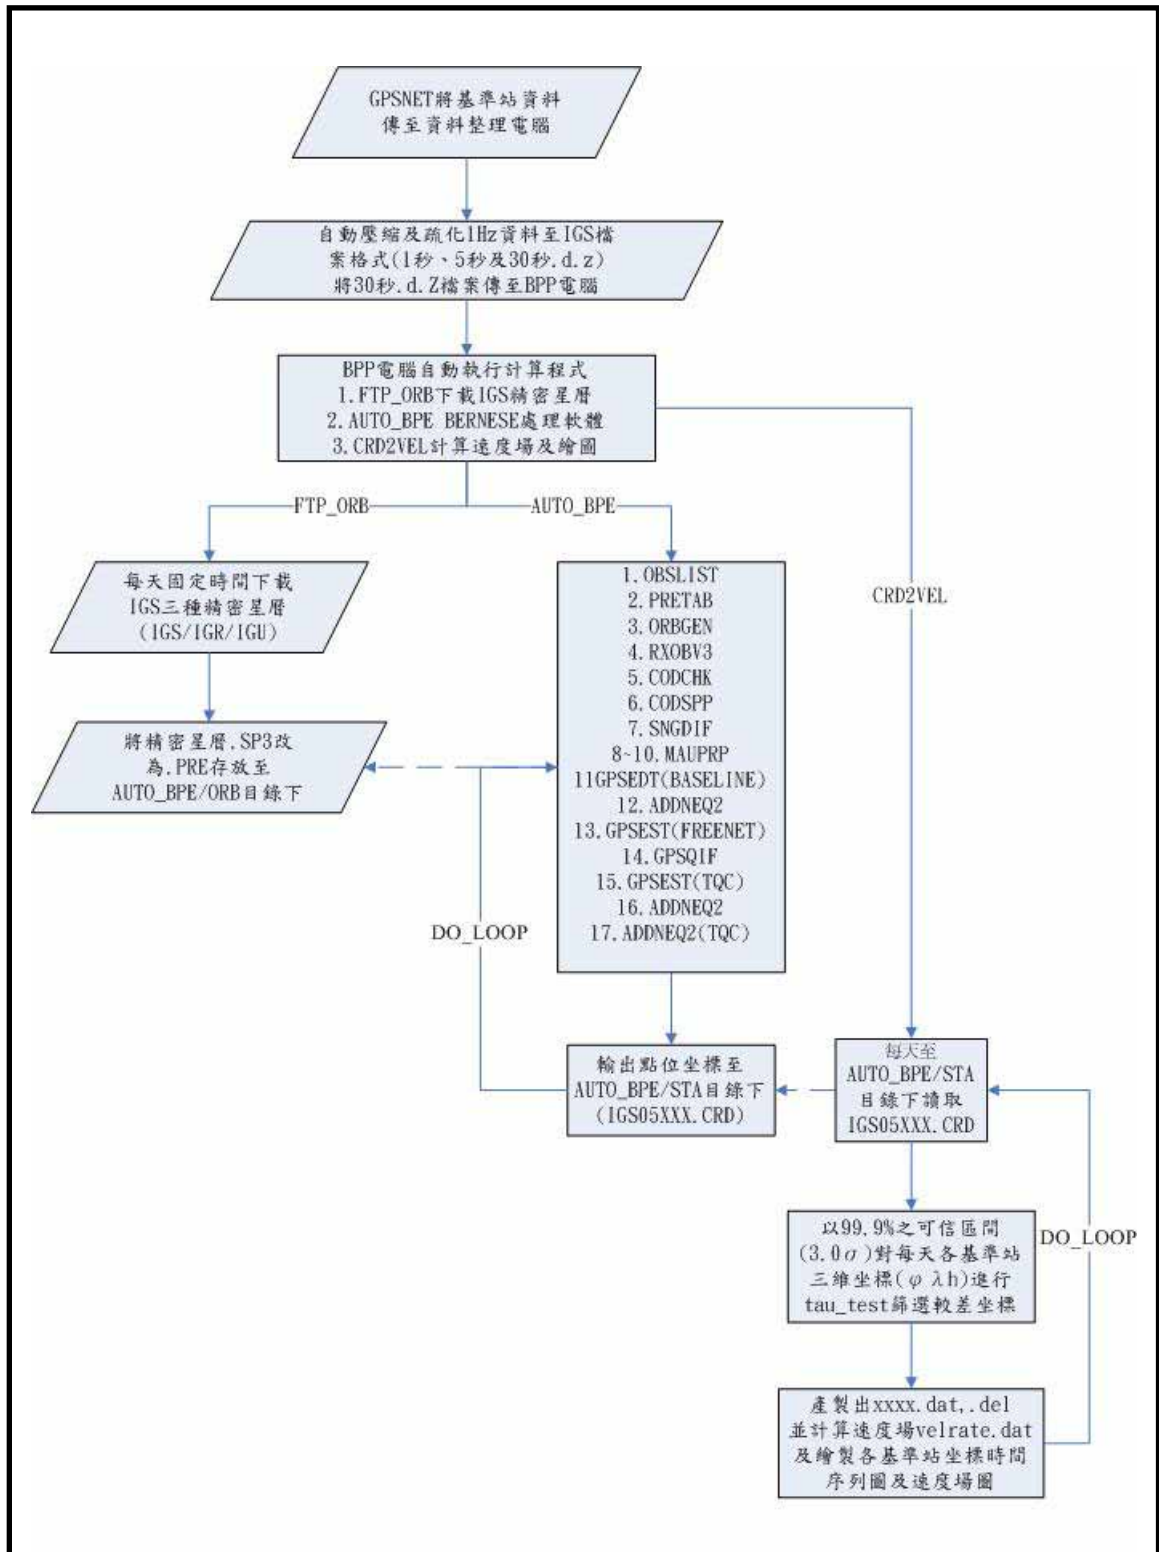 GPSNET將基準站資料
傳至資料整理電腦
自動壓縮及疏化1Hz資料至IGS檔
案格式(1秒、5秒及30秒.d.z)
將30秒.d.Z檔案傳至BPP電腦
BPP電腦自動執行計算程式
1.FTP_ORB下載IGS精密星曆
2.AUTO_BPE BERNESE處理軟體
3.CRD2VEL計算速度場及繪圖
FTP_ORB
AUTO_BPE
CRD2VEL
每天固定時間下載
IGS三種精密星曆
(IGS/IGR/IGU)
將精密星曆.SP3改
為.PRE存放至
AUTO_BPE/ORB目錄下
1.OBSLIST
2.PRETAB
3.ORBGEN
4.RXOBV3
5.CODCHK
6.CODSPP
7.SNGDIF
8~10.MAUPRP
11GPSEDT(BASELINE)
12.ADDNEQ2
13.GPSEST(FREENET)
14.GPSQIF
15.GPSEST(TQC)
16.ADDNEQ2
17.ADDNEQ2(TQC)
DO_LOOP
輸出點位坐標至
AUTO_BPE/STA目錄下
(IGS05XXX.CRD)
每天至
AUTO_BPE/STA
目錄下讀取
IGS05XXX.CRD
以99.9%之可信區間
(3.0σ)對每天各基準站
三維坐標(φλh)進行
tau_test篩選較差坐標
DO_LOOP
產製出xxxx.dat,.del
並計算速度場velrate.dat
及繪製各基準站坐標時間
序列圖及速度場圖